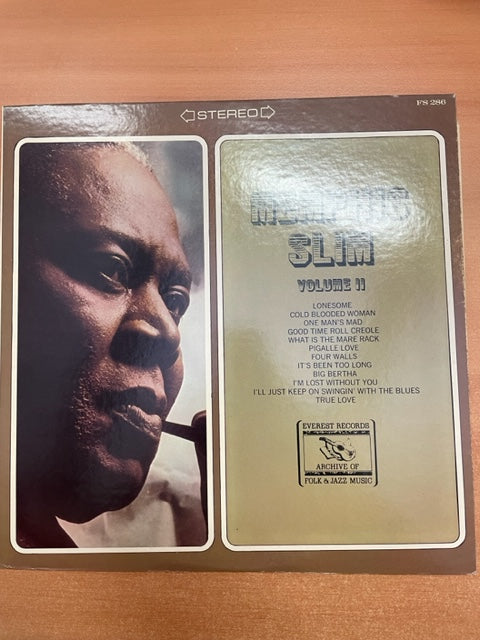 STEREO
FS 286
MEMPHIS
SLIM
VOLUME II
LONESOME
COLD BLOODED WOMAN
ONE MAN'S MAD
GOOD TIME ROLL CREOLE
WHAT IS THE MARE RACK
PIGALLE LOVE
FOUR WALLS
IT'S BEEN TOO LONG
BIG BERTHA
I'M LOST WITHOUT YOU
I'LL JUST KEEP ON SWINGIN' WITH THE BLUES
TRUE LOVE
EVEREST RECORDS
ARCHIVE OF
FOLK & JAZZ MUSIC